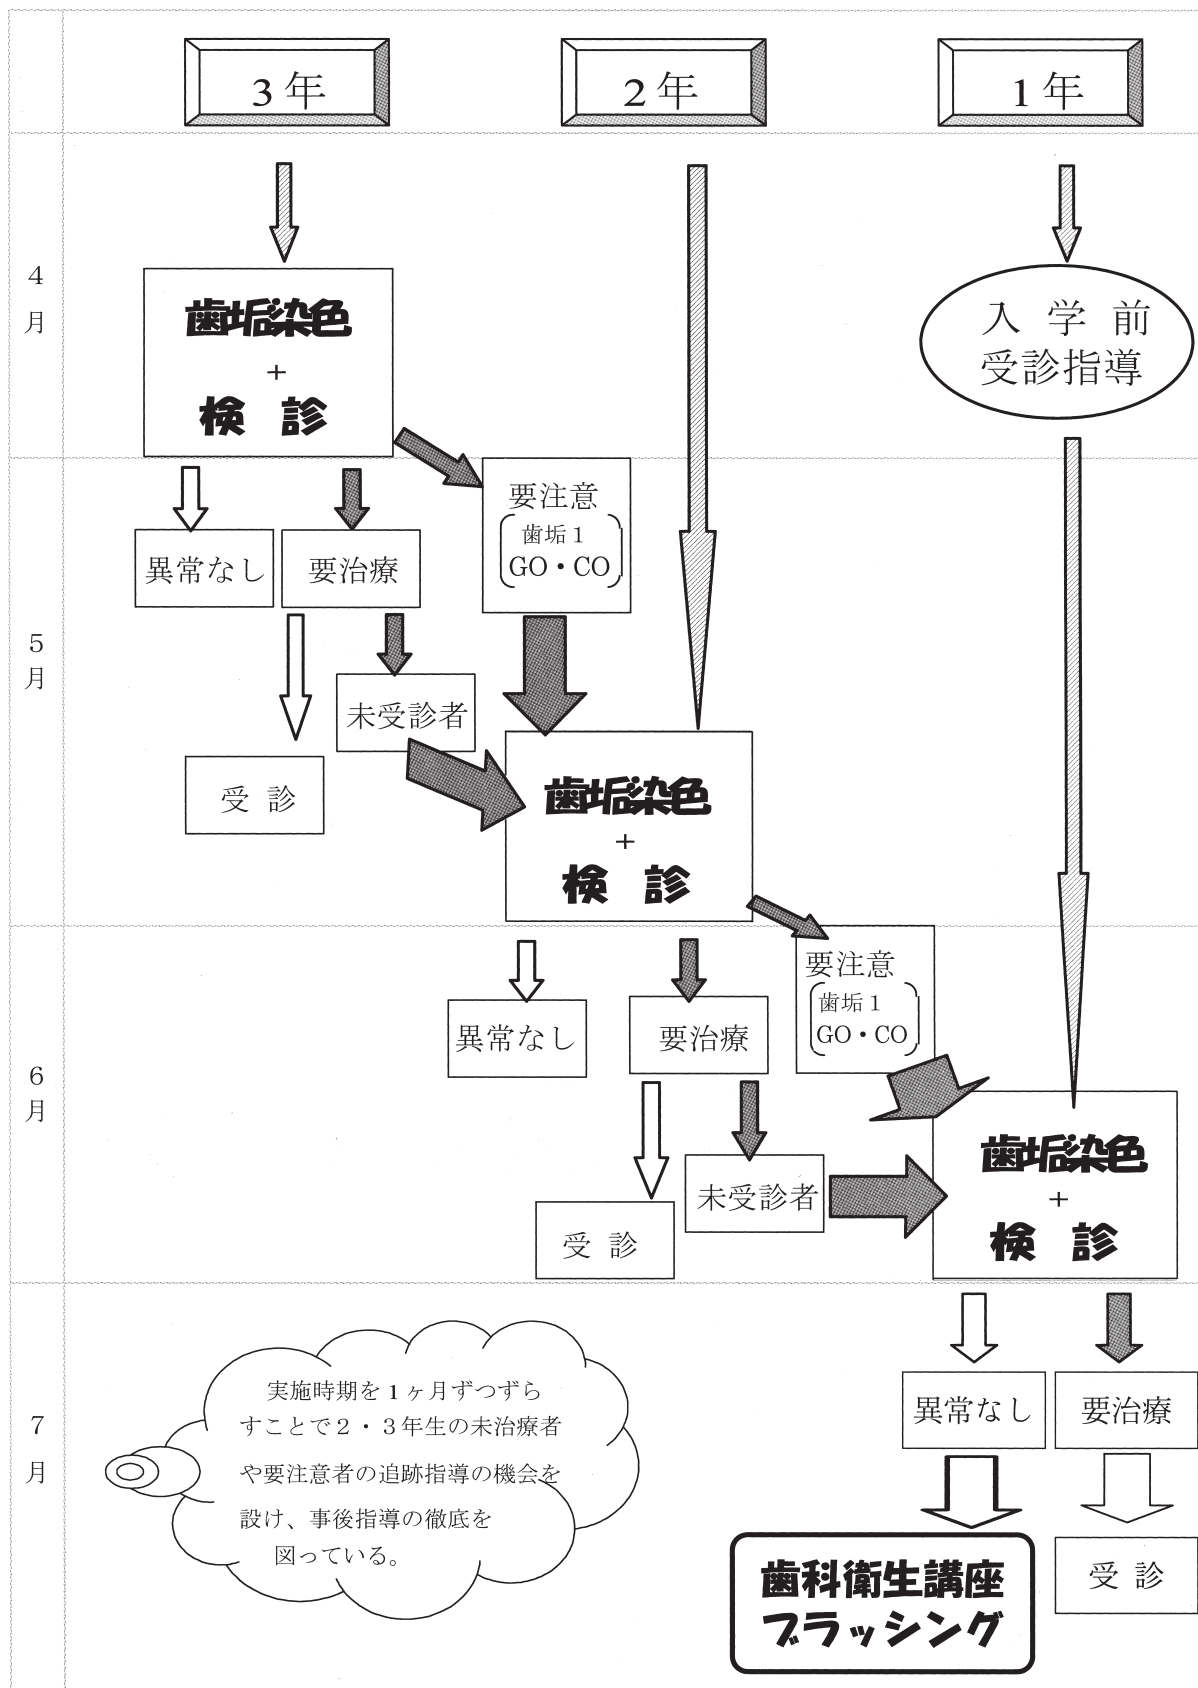 3年
2年
1年
4月
歯垢染色
+
検 診
入 学 前
受診指導
5月
異常なし
要治療
要注意
歯垢1
GO・CO
未受診者
受 診
歯垢染色
+
検 診
6月
異常なし
要治療
要注意
歯垢1
GO・CO
未受診者
受 診
歯垢染色
+
検 診
7月
実施時期を1ヶ月ずつずら
すことで2・3年生の未治療者
や要注意者の追跡指導の機会を
設け、事後指導の徹底を
図っている。
異常なし
要治療
歯科衛生講座
ブラッシング
受 診